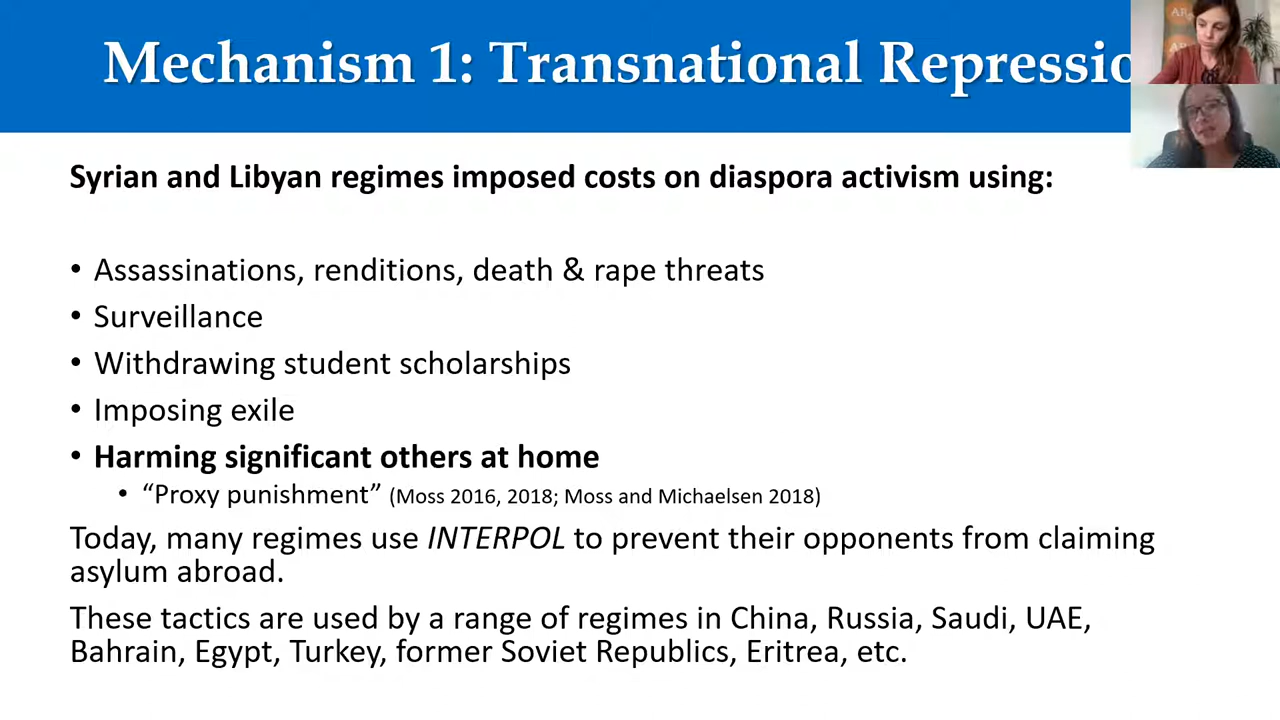 Mechanism 1: Transnational Repressio
Syrian and Libyan regimes imposed costs on diaspora activism using:
• Assassinations, renditions, death & rape threats
• Surveillance
• Withdrawing student scholarships
• Imposing exile
• Harming significant others at home
• “Proxy punishment” (Moss 2016, 2018; Moss and Michaelsen 2018)
Today, many regimes use INTERPOL to prevent their opponents from claiming
asylum abroad.
These tactics are used by a range of regimes in China, Russia, Saudi, UAE,
Bahrain, Egypt, Turkey, former Soviet Republics, Eritrea, etc.